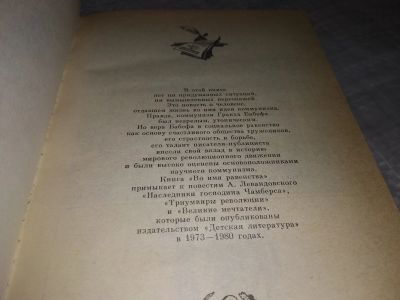 В этой книге
нет ни придуманных ситуаций,
ни вымышленных персонажей.
Это повесть о человеке,
отдавшем жизнь во имя идеи коммунизма.
Правда, коммунизм Гракха Бабефа
был незрелым, утопическим.
Но вера Бабефа в социальное равенство
как основу счастливого общества тружеников,
его страстность в борьбе,
его талант писателя-публициста
внесли свой вклад в историю
мирового революционного движения
и были высоко оценены основоположниками
научного коммунизма.
Книга «Во имя равенства»
примыкает к повестям А. Левандовского
«Наследники господина Чамберса»,
«Триумвиры революции»
и «Великие мечтатели»,
которые были опубликованы
издательством «Детская литература»
в 1973—1980 годах.